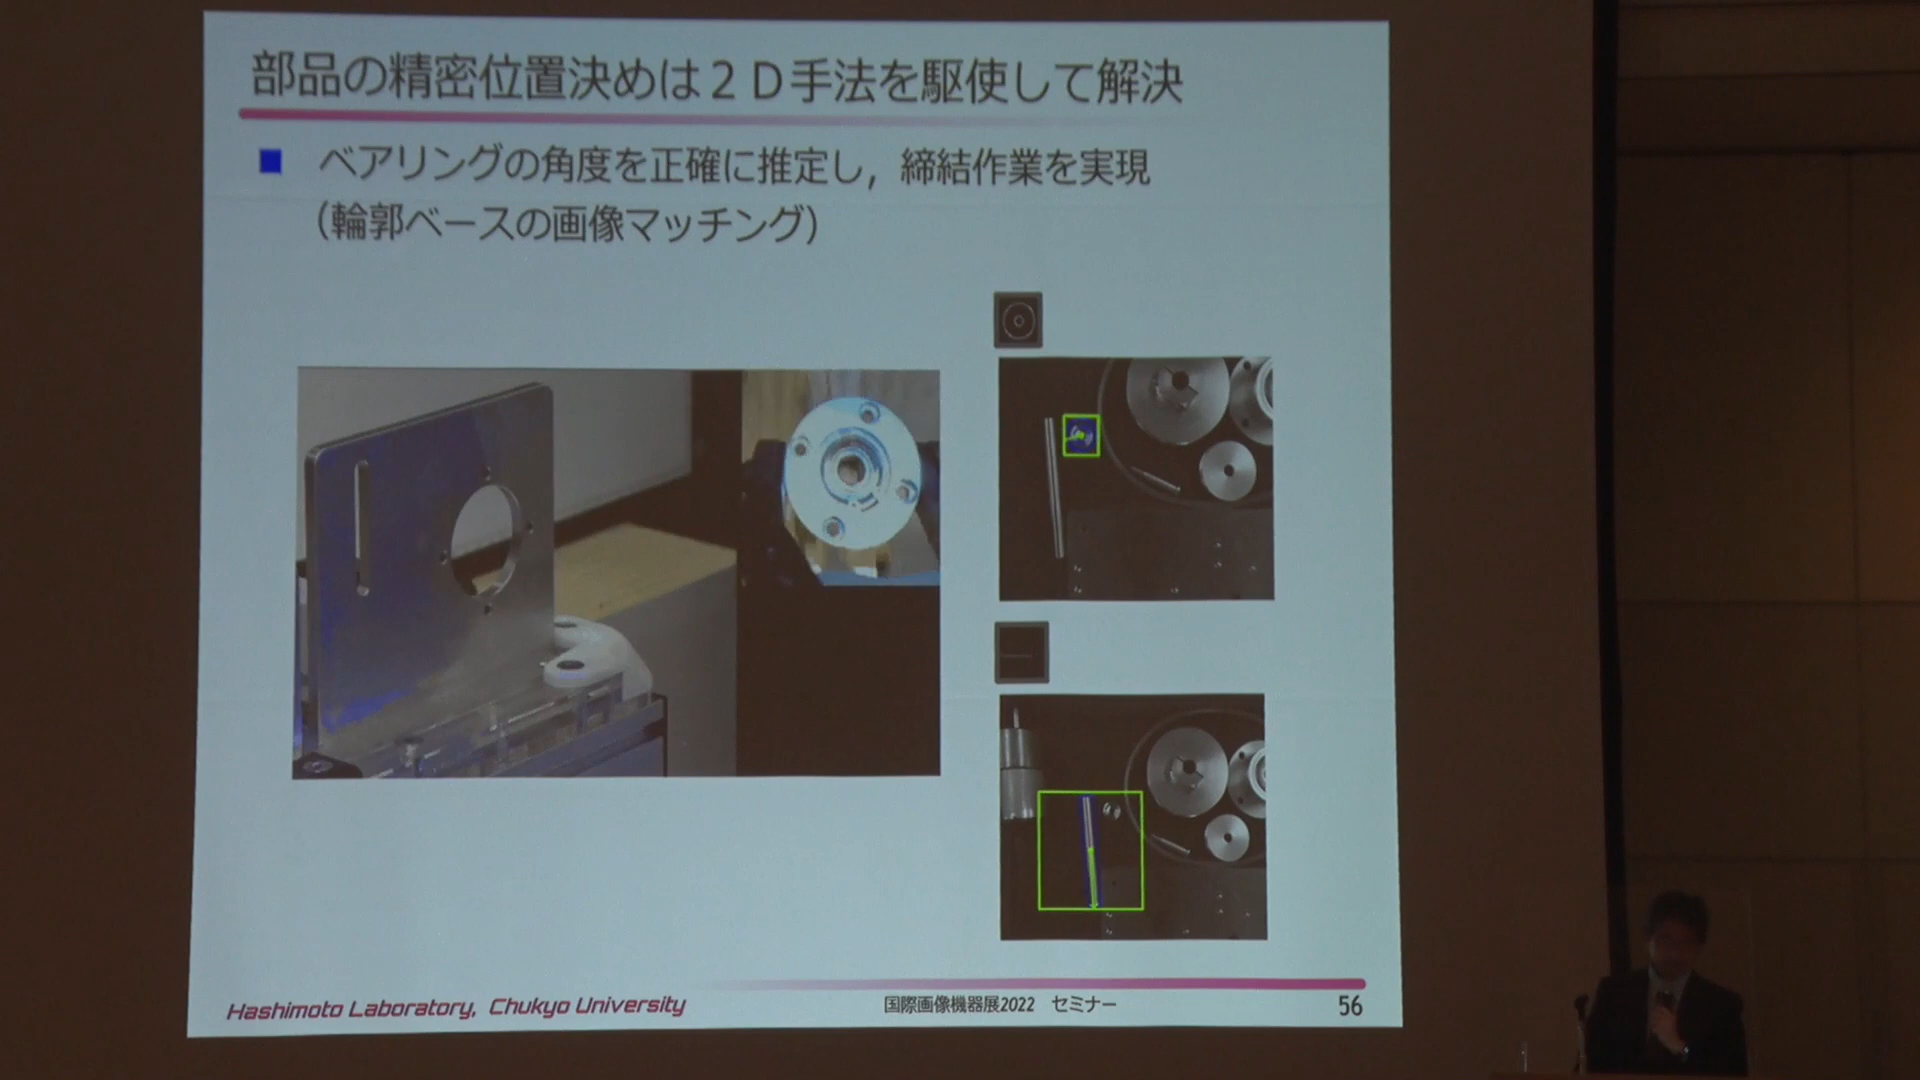 部品の精密位置決めは２Ｄ手法を駆使して解決
ベアリングの角度を正確に推定し，締結作業を実現
（輪郭ベースの画像マッチング）
Hashimoto Laboratory, Chukyo University
国際画像機器展2022　セミナー
56